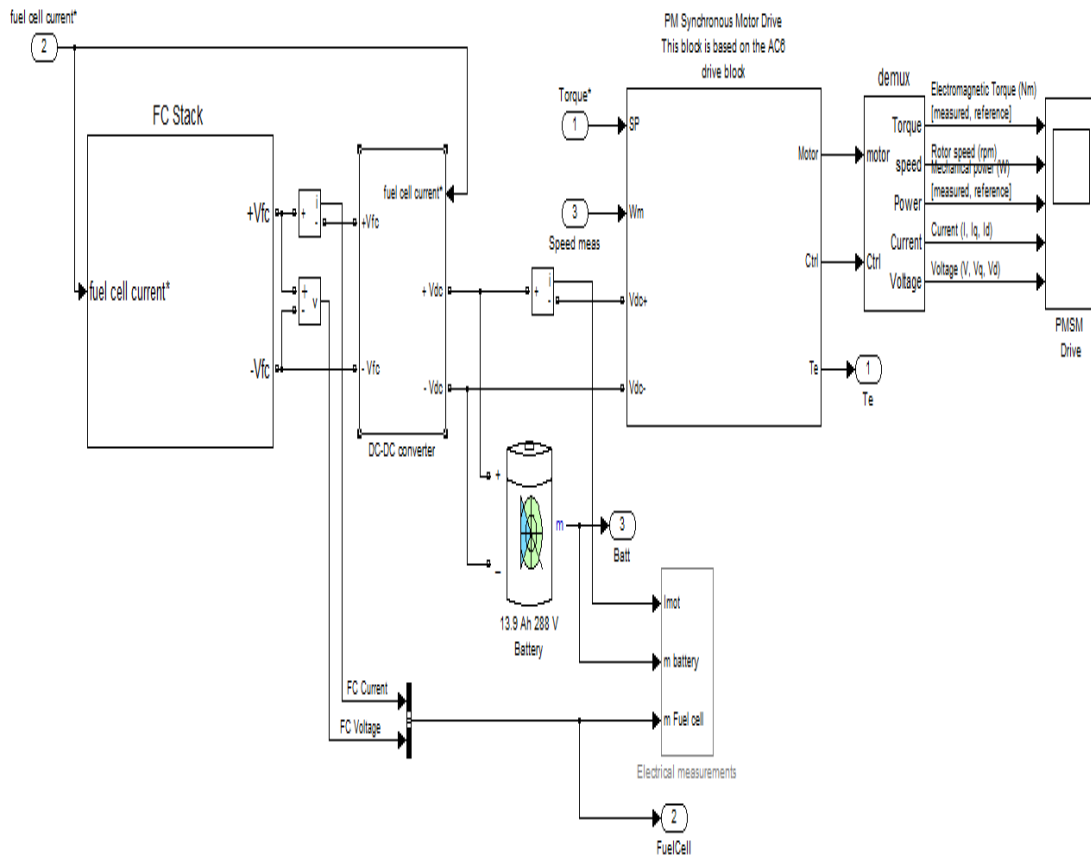 fuel cell current*
2
FC Stack
+Vfc
fuel cell current*
-Vfc
+
i
-
+
-
v
fuel cell current*
+Vfc
- Vfc
+ Vdc
- Vdc
DC-DC converter
PM Synchronous Motor Drive
This block is based on the AC6
drive block
Torque*
1
3
Speed meas
+
i
-
SP
Wm
Vdc+
Vdc-
Motor
Ctrl
Te
1
Te
demux
motor
Ctrl
Torque
speed
Power
Current
Voltage
Electromagnetic Torque (Nm)
[measured, reference]
Rotor speed (rpm)
Mechanical power (W)
[measured, reference]
Current (I, Iq, Id)
Voltage (V, Vq, Vd)
PMSM
Drive
+
_
m
13.9 Ah 288 V
Battery
3
Batt
Imot
m battery
m Fuel cell
Electrical measurements
FC Current
FC Voltage
2
FuelCell